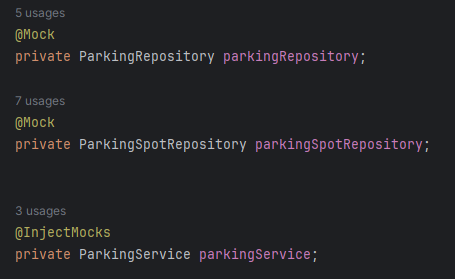 5 usages
@Mock
private ParkingRepository parkingRepository;
7 usages
@Mock
private ParkingSpotRepository parkingSpotRepository;
3 usages
@InjectMocks
private ParkingService parkingService;